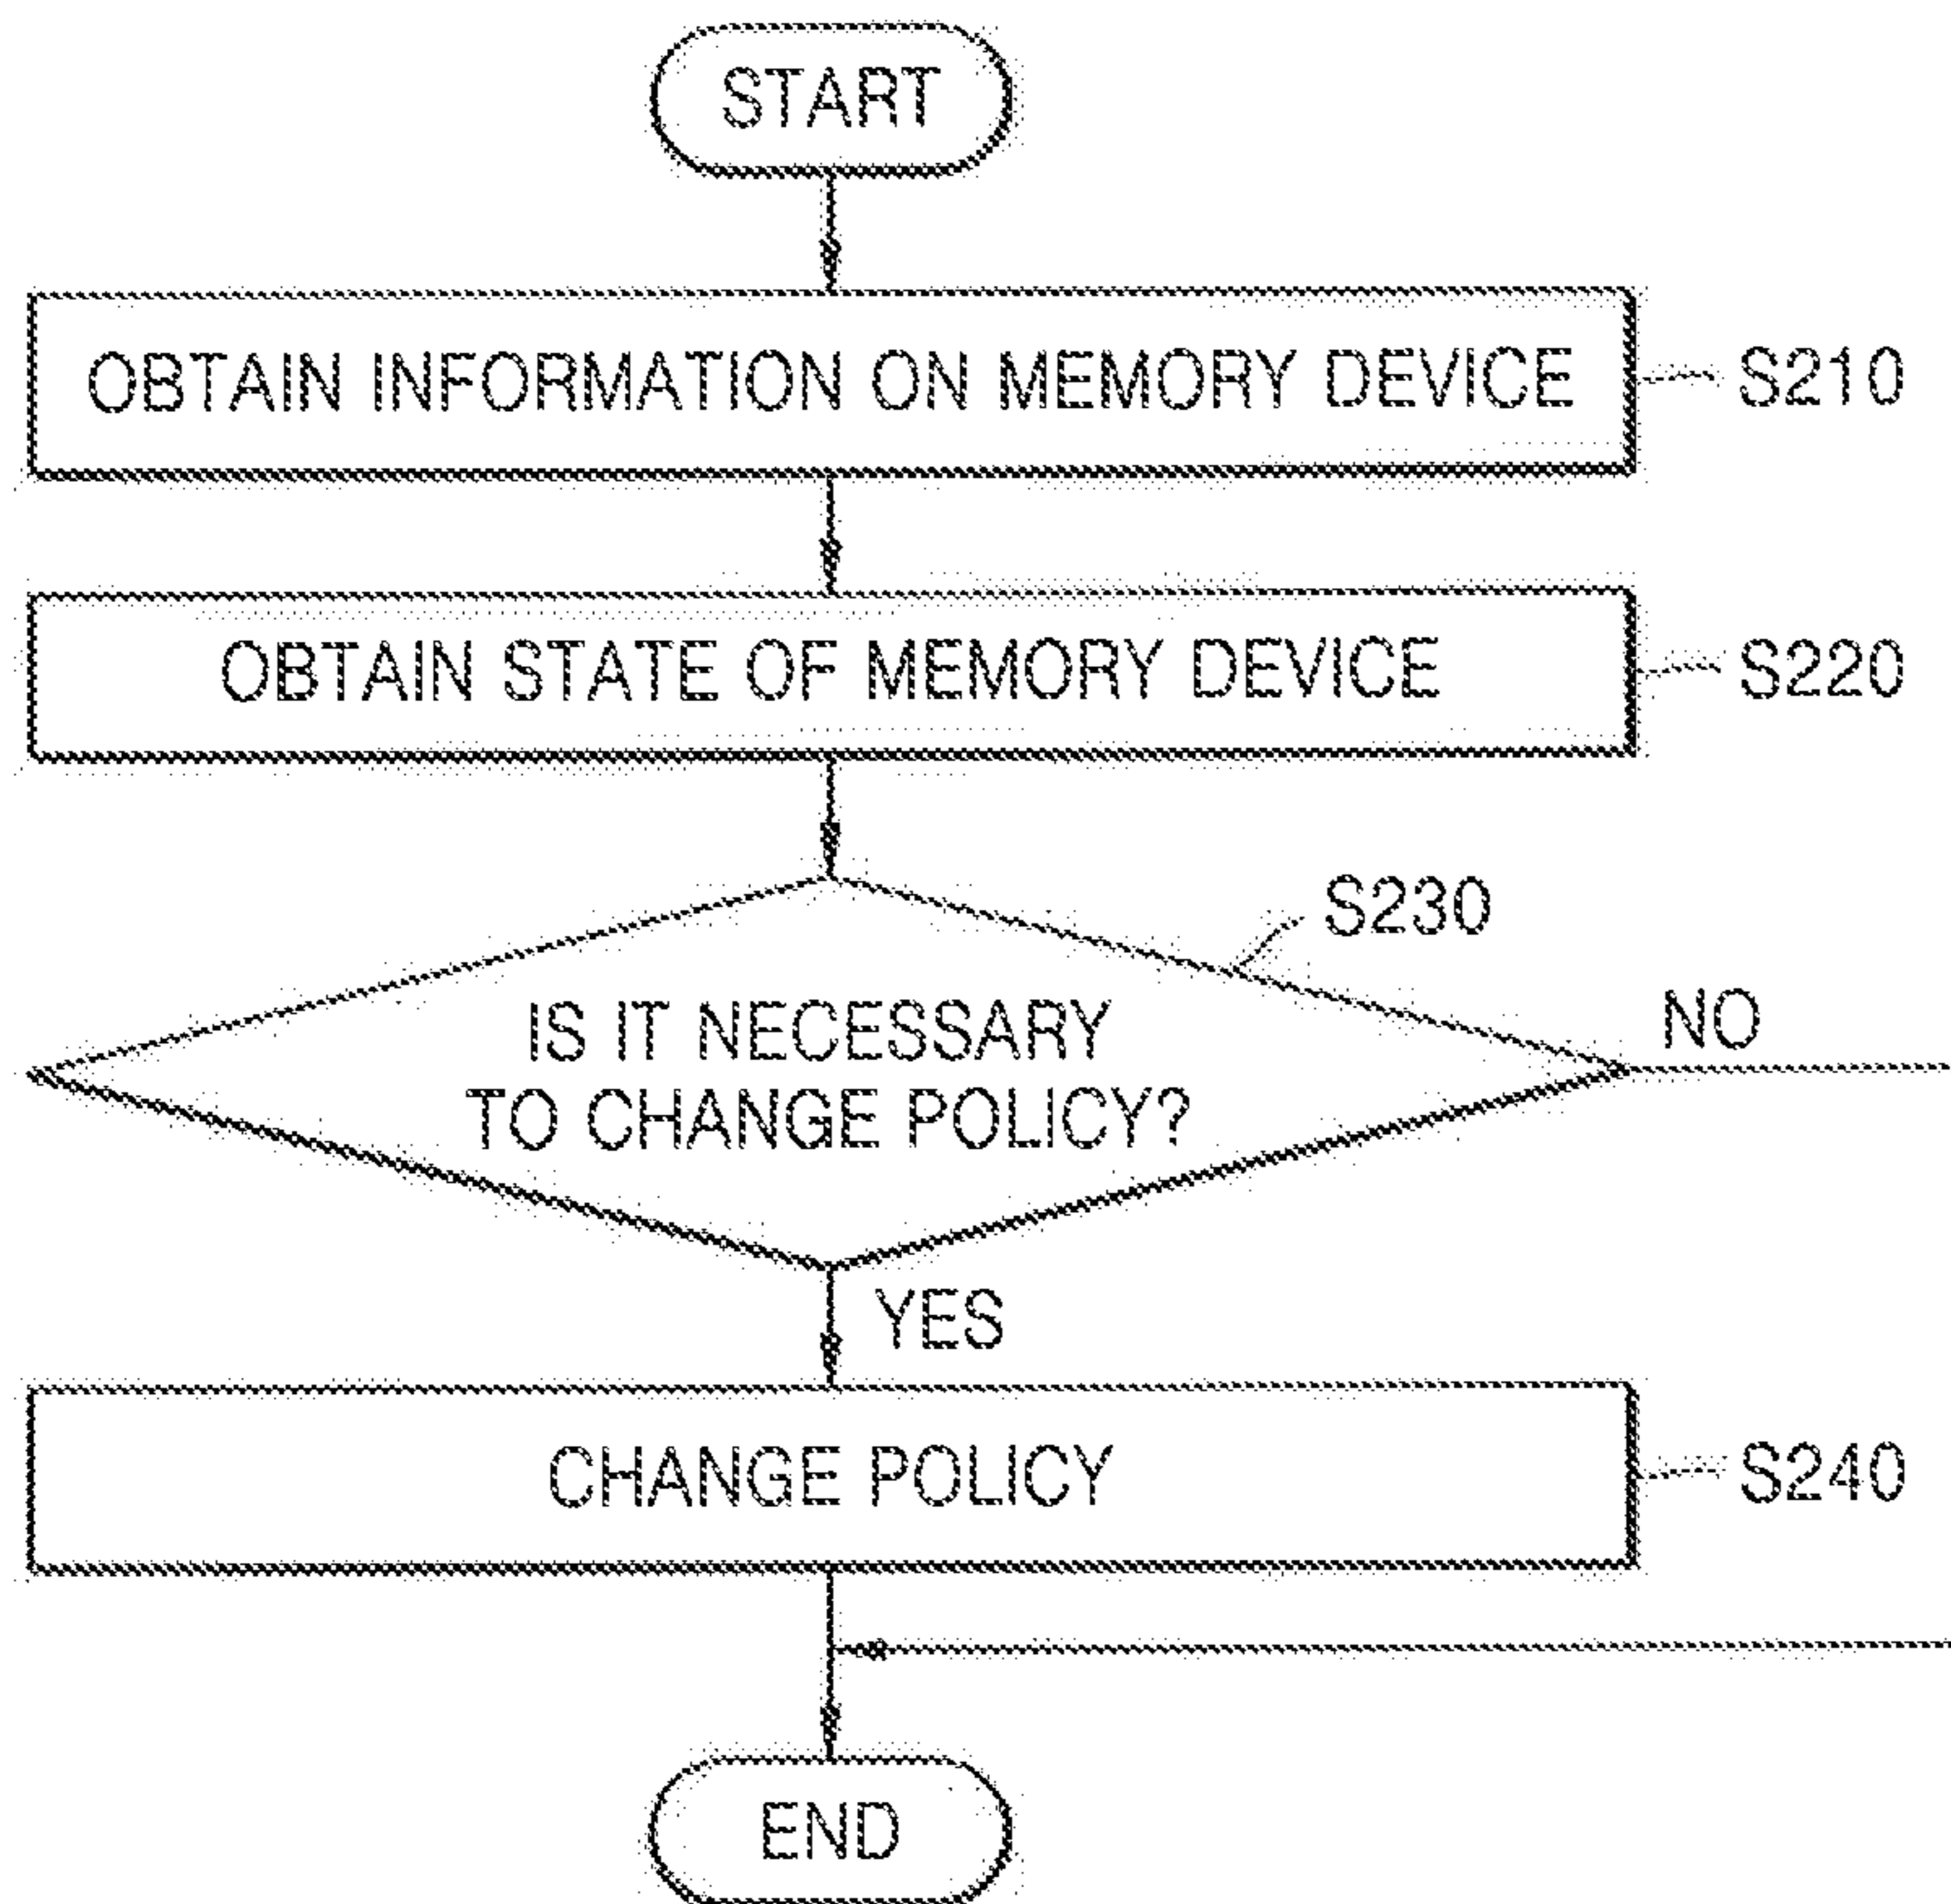 START
OBTAIN INFORMATION ON MEMORY DEVICE
S210
OBTAIN STATE OF MEMORY DEVICE
S220
S230
IS IT NECESSARY
TO CHANGE POLICY?
NO
YES
CHANGE POLICY
S240
END